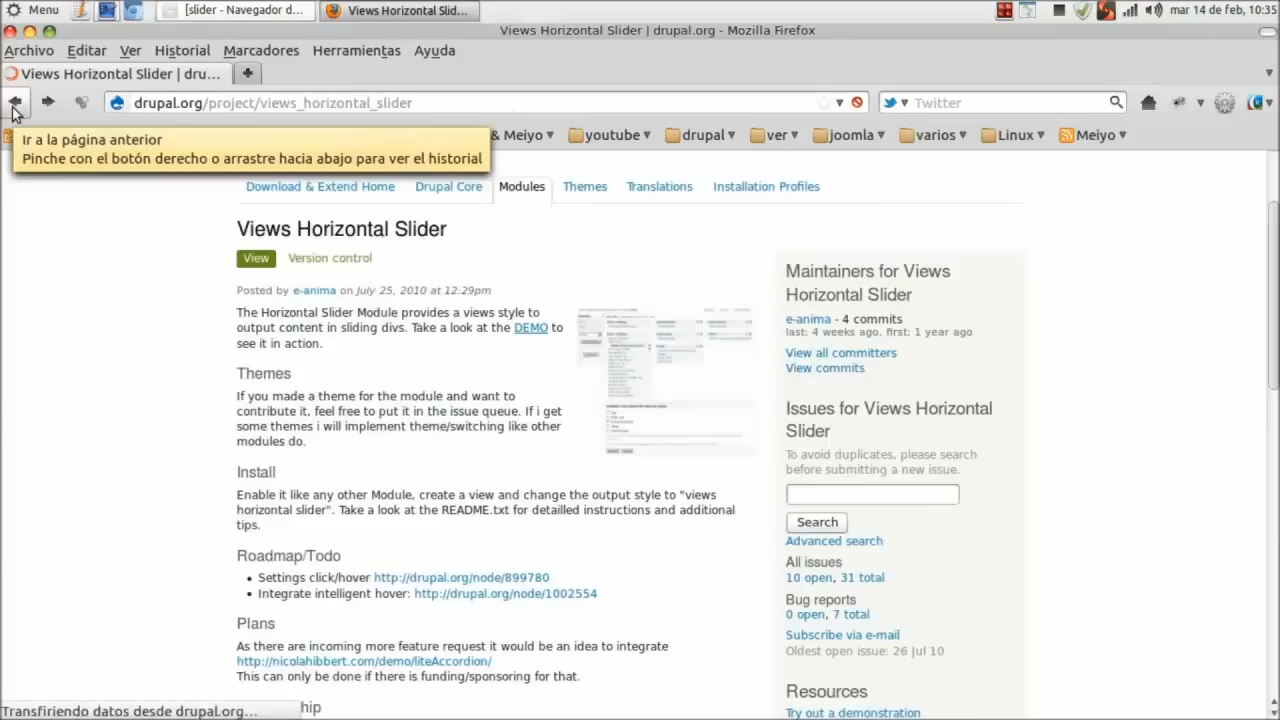 Menu
[slider - Navegador d...
Views Horizontal Slid...
mar 14 de feb, 10:35
Views Horizontal Slider | drupal.org - Mozilla Firefox
Archivo Editar Ver Historial Marcadores Herramientas Ayuda
Views Horizontal Slider | dru...
drupal.org/project/views_horizontal_slider
Twitter
& Meiyo youtube drupal ver joomla varios Linux Meiyo
Ir a la página anterior
Pinche con el botón derecho o arrastre hacia abajo para ver el historial
Download & Extend Home Drupal Core Modules Themes Translations Installation Profiles
Views Horizontal Slider
View Version control
Posted by e-anima on July 25, 2010 at 12:29pm
The Horizontal Slider Module provides a views style to
output content in sliding divs. Take a look at the DEMO to
see it in action.
Themes
If you made a theme for the module and want to
contribute it, feel free to put it in the issue queue. If i get
some themes i will implement theme/switching like other
modules do.
Install
Enable it like any other Module, create a view and change the output style to "views
horizontal slider". Take a look at the README.txt for detailled instructions and additional
tips.
Roadmap/Todo
• Settings click/hover http://drupal.org/node/899780
• Integrate intelligent hover: http://drupal.org/node/1002554
Plans
As there are incoming more feature request it would be an idea to integrate
http://nicolahibbert.com/demo/liteAccordion/
This can only be done if there is funding/sponsoring for that.
hip
Maintainers for Views
Horizontal Slider
e-anima - 4 commits
last: 4 weeks ago, first: 1 year ago
View all committers
View commits
Issues for Views Horizontal
Slider
To avoid duplicates, please search
before submitting a new issue.
Search
Advanced search
All issues
10 open, 31 total
Bug reports
0 open, 7 total
Subscribe via e-mail
Oldest open issue: 26 Jul 10
Resources
Try out a demonstration
Transfiriendo datos desde drupal.org...